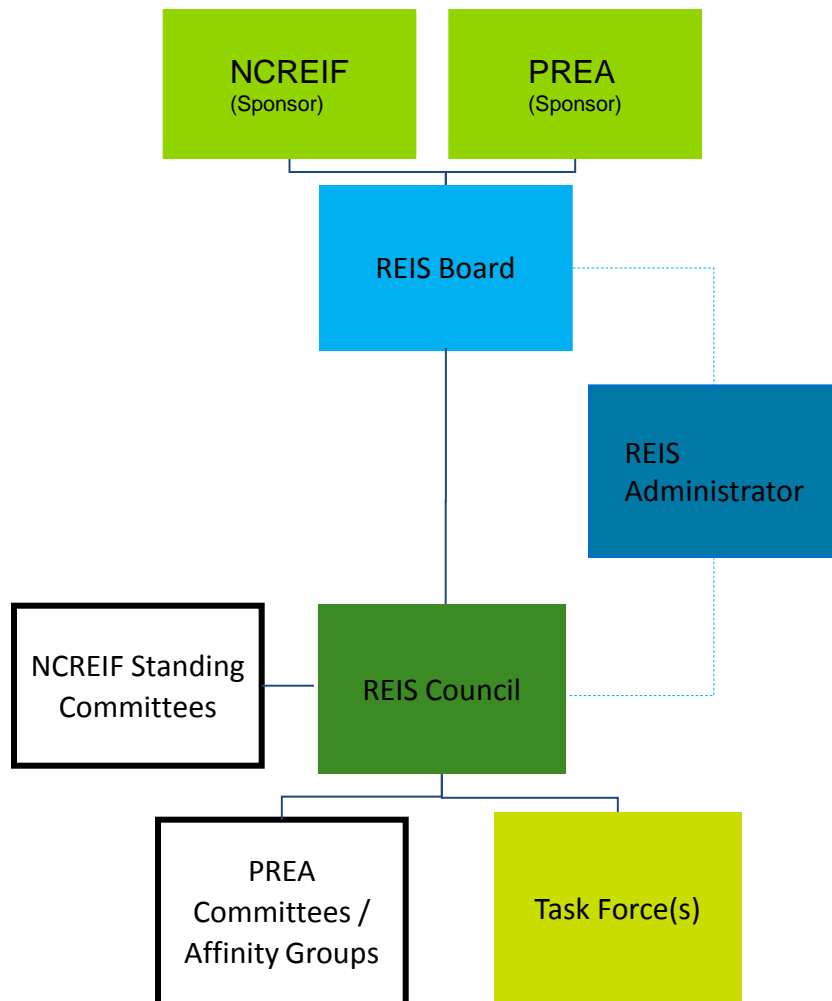 NCREIF
(Sponsor)
PREA
(Sponsor)
REIS Board
REIS
Administrator
NCREIF Standing
Committees
REIS Council
PREA
Committees /
Affinity Groups
Task Force(s)